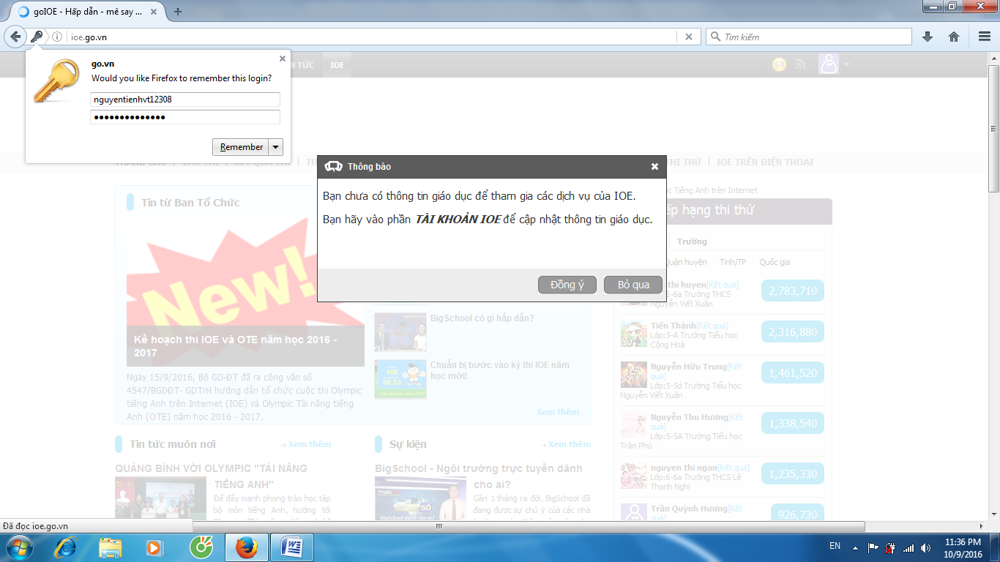 goIOE - Hấp dẫn - mê say ...
ioe.go.vn
Tìm kiếm
go.vn
Would you like Firefox to remember this login?
nguyentienhvt12308
Remember
N TỨC IOE
TRANG CHỦ | VÀO THI | KẾT QUẢ THI | TH
THI THỬ | IOE TRÊN ĐIỆN THOẠI
Thông báo
Bạn chưa có thông tin giáo dục để tham gia các dịch vụ của IOE.
Bạn hãy vào phần TÀI KHOẢN IOE để cập nhật thông tin giáo dục.
Đồng ý
Bỏ qua
Tin từ Ban Tổ Chức
New!
Kế hoạch thi IOE và OTE năm học 2016 -
2017
Ngày 15/9/2016, Bộ GD-ĐT đã ra công văn số
4547/BGDĐT- GDTrH hướng dẫn tổ chức cuộc thi Olympic
tiếng Anh trên Internet (IOE) và Olympic Tài năng tiếng
Anh (OTE) năm học 2016 - 2017.
BigSchool có gì hấp dẫn?
100
00:53
Chuẩn bị bước vào kỳ thi IOE năm
học mới!
Xem thêm
Tiếng Anh trên Internet
ếp hạng thi thử
Trường
Quận huyện Tỉnh/TP Quốc gia
thi huyen[Kết quả]
6-6a Trường THCS
Nguyễn Viết Xuân
2,783,710
Tiến Thành[Kết quả]
Lớp:5-A Trường Tiểu học
Cộng Hoà
2,316,880
Nguyễn Hữu Trung[Kết
quả]
Lớp:5-5d Trường Tiểu học
Nguyễn Viết Xuân
1,461,520
Nguyễn Thu Hương[Kết
quả]
Lớp:5-5A Trường Tiểu học
Trần Phú
1,338,540
nguyen thi ngan[Kết quả]
Lớp:6-6a Trường THCS Lê
Thanh Nghị
1,235,330
Trần Quỳnh Hương[Kết
quả]
926,730
Tin tức muôn nơi
Xem thêm
QUẢNG BÌNH VỚI OLYMPIC "TÀI NĂNG
TIẾNG ANH"
Để đẩy mạnh phong trào học tập
bộ môn tiếng Anh, hướng tới
Sự kiện
Xem thêm
BigSchool - Ngôi trường trực tuyến dành
cho ai?
Gần 1 tháng ra đời, BigSchool đã
đang được sự chú ý của các nhà
Đã đọc ioe.go.vn
EN
11:36 PM
10/9/2016